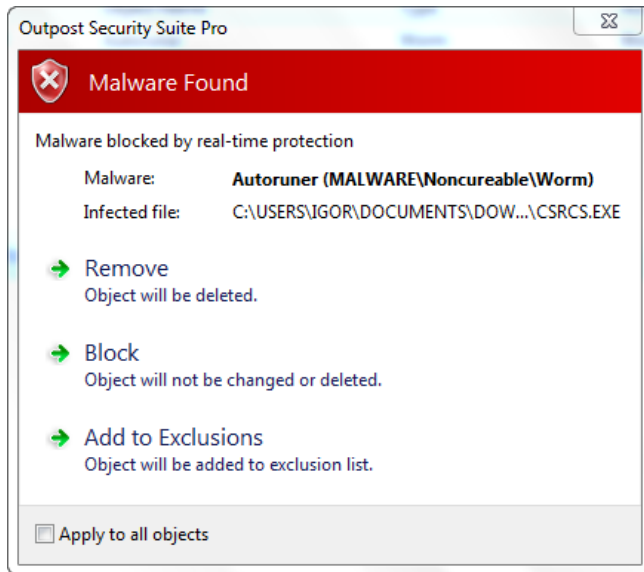 Outpost Security Suite Pro
Malware Found
Malware blocked by real-time protection
Malware: Autoruner (MALWARE\Noncureable\Worm)
Infected file: C:\USERS\IGOR\DOCUMENTS\DOW...\CSRCS.EXE
Remove
Object will be deleted.
Block
Object will not be changed or deleted.
Add to Exclusions
Object will be added to exclusion list.
Apply to all objects